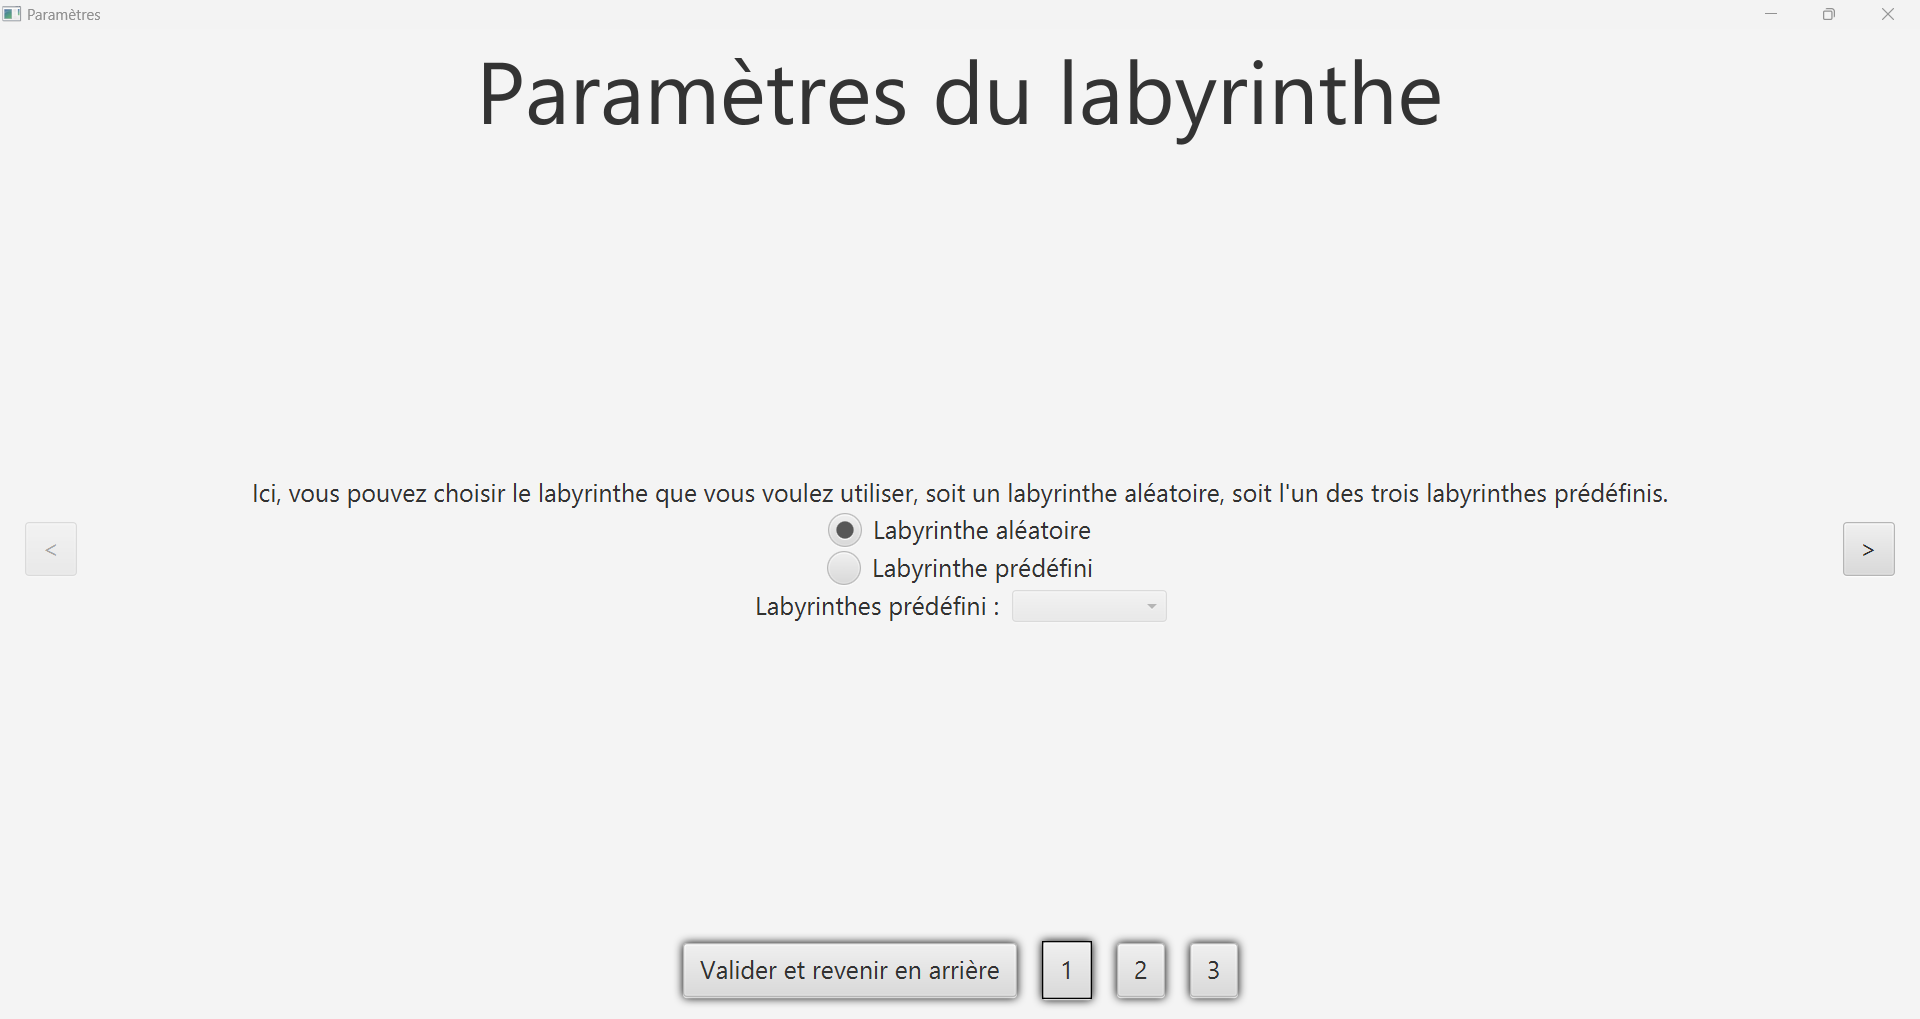 Paramètres
Paramètres du labyrinthe
Ici, vous pouvez choisir le labyrinthe que vous voulez utiliser, soit un labyrinthe aléatoire, soit l'un des trois labyrinthes prédéfinis.
Labyrinthe aléatoire
<
>
Labyrinthe prédéfini
Labyrinthes prédéfini :
Valider et revenir en arrière 1 2 3